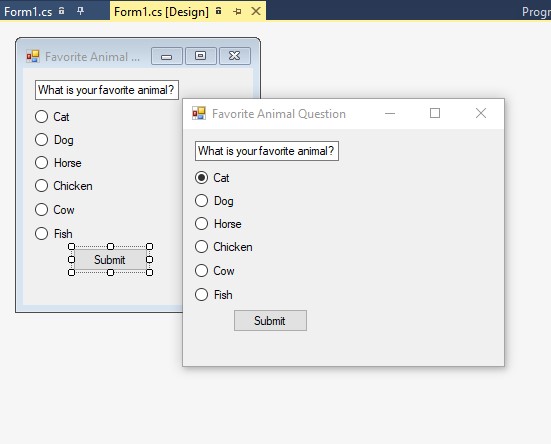 Form1.cs
Form1.cs [Design]
Progr
Favorite Animal ...
What is your favorite animal?
Cat
Dog
Horse
Chicken
Cow
Fish
Submit
Favorite Animal Question
What is your favorite animal?
Cat
Dog
Horse
Chicken
Cow
Fish
Submit